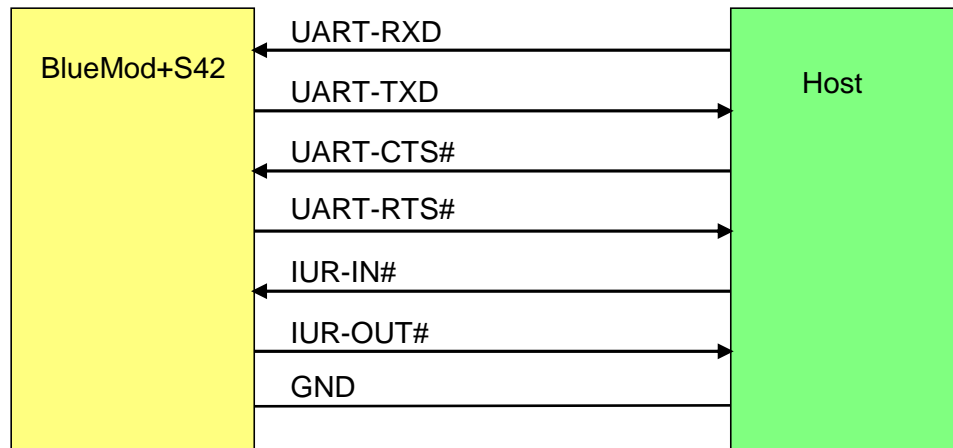 BlueMod+S42
Host
UART-RXD
UART-TXD
UART-CTS#
UART-RTS#
IUR-IN#
IUR-OUT#
GND